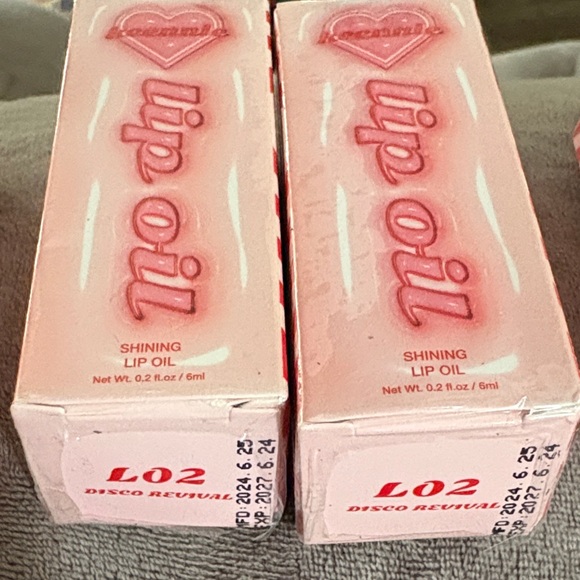 keennie
lip oil
SHINING
LIP OIL
Net Wt. 0.2 fl.oz / 6ml
L02
DISCO REVIVAL
MFD:2024.6.25
EXP:2027.6.24
keennie
lip oil
SHINING
LIP OIL
Net Wt. 0.2 fl.oz / 6ml
L02
DISCO REVIVAL
MFD:2024.6.25
EXP:2027.6.24